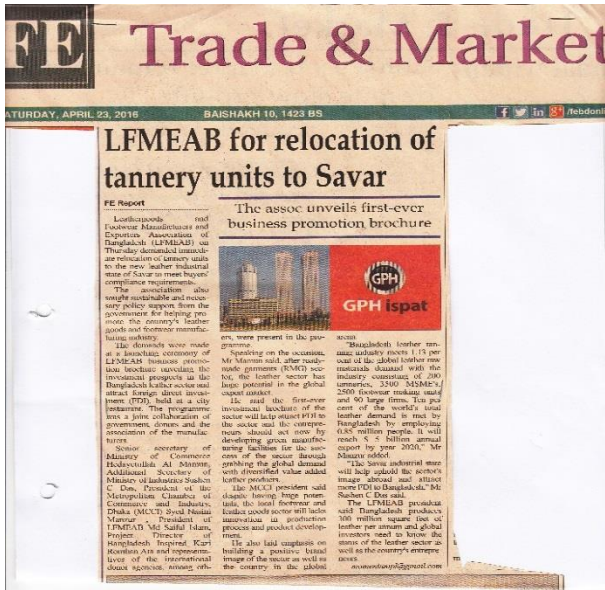 FE
Trade & Market
ATURDAY, APRIL 23, 2016
BAISHAKH 10, 1423 BS
/febdonli
LFMEAB for relocation of
tannery units to Savar
FE Report
The assoc unveils first-ever
business promotion brochure
Leathergoods and
Footwear Manufacturers and
Exporters Association of
Bangladesh (LFMEAB) on
Thursday demanded immedi-
ate relocation of tannery units
to the new leather industrial
state of Savar to meet buyers'
compliance requirements.
The association also
sought sustainable and neces-
sary policy support from the
government for helping pro-
mote the country's leather
goods and footwear manufac-
turing industry.
The demands were made
at a launching ceremony of
LFMEAB business promo-
tion brochure unveiling the
investment prospects in the
Bangladesh leather sector and
attract foreign direct invest-
ment (FDI), held at a city
restaurant. The programme
was a joint collaboration of
government, donors and the
association of the manufac-
turers.
Senior secretary of
Ministry of Commerce
Hedayetullah Al Mamun,
Additional Secretary of
Ministry of Industries Sushen
C Das, President of the
Metropolitan Chamber of
Commerce and Industry,
Dhaka (MCCI) Syed Nasim
Manzur, President of
LFMEAB Md Saiful Islam,
Project Director of
Bangladesh Inspired Kazi
Roushan Ara and representa-
tives of the international
donor agencies, among oth-
GPH
GPH ispat
ers, were present in the pro-
gramme.
Speaking on the occasion,
Mr Mamun said, after ready-
made garments (RMG) sec-
tor, the leather sector has
huge potential in the global
export market.
He said the first-ever
investment brochure of the
sector will help attract FDI to
the sector and the entrepre-
neurs should act now by
developing green manufac-
turing facilities for the suc-
cess of the sector through
grabbing the global demand
with diversified value added
leather products.
The MCCI president said
despite having huge poten-
tials, the local footwear and
leather goods sector still lacks
innovation in production
process and product develop-
ment.
He also laid emphasis on
building a positive brand
image of the sector as well as
the country in the global
arena.
"Bangladesh leather tan-
ning industry meets 1.13 per
cent of the global leather raw
materials demand with the
industry consisting of 200
tanneries, 3500 MSME's,
2500 footwear making units
and 90 large firms. Ten per
cent of the world's total
leather demand is met by
Bangladesh by employing
0.85 million people. It will
reach $ 5 billion annual
export by year 2020," Mr
Mamun added.
"The Savar industrial state
will help uphold the sector's
image abroad and attract
more FDI to Bangladesh," Mr
Sushen C Das said.
The LFMEAB president
said Bangladesh produces
300 million square feet of
leather per annum and global
investors need to know the
status of the leather sector as
well as the country's entrepre-
neurs.